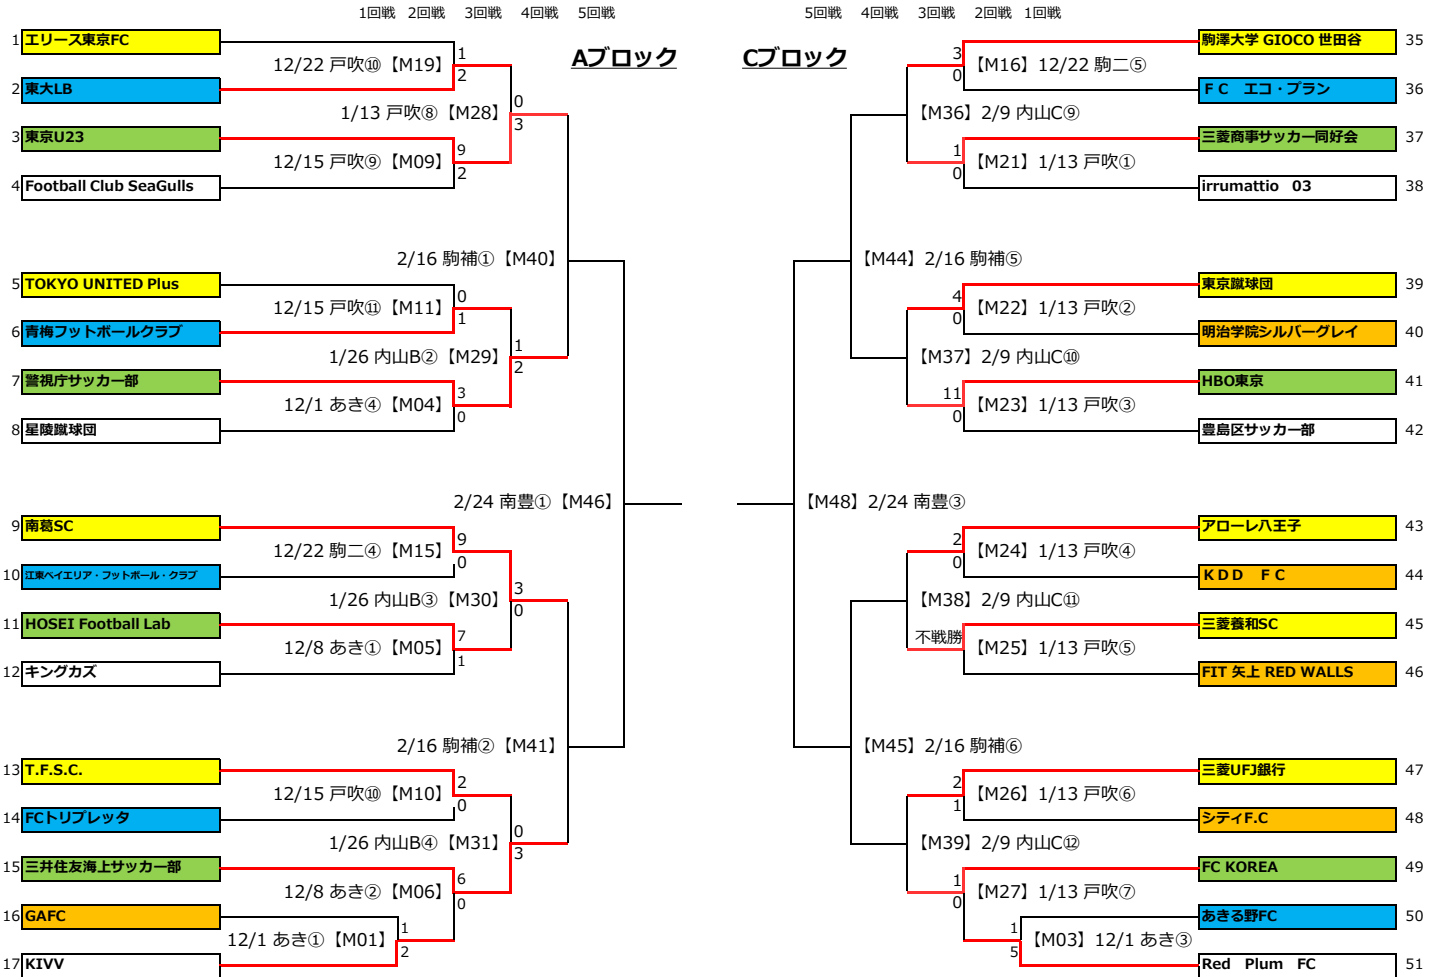 1回戦 2回戦 3回戦 4回戦 5回戦
Aブロック
1 エリース東京FC
12/22 戸吹⑩【M19】 1 2
2 東大LB
1/13 戸吹⑧【M28】 0 3
3 東京U23
12/15 戸吹⑨【M09】 9 2
4 Football Club SeaGulls
2/16 駒補①【M40】
5 TOKYO UNITED Plus
12/15 戸吹⑪【M11】 0 1
6 青梅フットボールクラブ
1/26 内山B②【M29】 1 2
7 警視庁サッカー部
12/1 あき④【M04】 3 0
8 星陵蹴球団
2/24 南豊①【M46】
9 南葛SC
12/22 駒二④【M15】 9 0
10 江東ベイエリア・フットボール・クラブ
1/26 内山B③【M30】 3 0
11 HOSEI Football Lab
12/8 あき①【M05】 7 1
12 キングカズ
2/16 駒補②【M41】
13 T.F.S.C.
12/15 戸吹⑩【M10】 2 0
14 FCトリプレッタ
1/26 内山B④【M31】 0 3
15 三井住友海上サッカー部
12/8 あき②【M06】 6 0
16 GAFC
12/1 あき①【M01】 1 2
17 KIVV
5回戦 4回戦 3回戦 2回戦 1回戦
Cブロック
駒澤大学 GIOCO 世田谷 35
3 0 【M16】12/22 駒二⑤
ＦＣ　エコ・プラン 36
【M36】2/9 内山C⑨
三菱商事サッカー同好会 37
1 0 【M21】1/13 戸吹①
irrumattio 03 38
【M44】2/16 駒補⑤
東京蹴球団 39
4 0 【M22】1/13 戸吹②
明治学院シルバーグレイ 40
【M37】2/9 内山C⑩
HBO東京 41
11 0 【M23】1/13 戸吹③
豊島区サッカー部 42
【M48】2/24 南豊③
アローレ八王子 43
2 0 【M24】1/13 戸吹④
ＫＤＤ　ＦＣ 44
【M38】2/9 内山C⑪
三菱養和SC 45
不戦勝 【M25】1/13 戸吹⑤
FIT 矢上 RED WALLS 46
【M45】2/16 駒補⑥
三菱UFJ銀行 47
2 1 【M26】1/13 戸吹⑥
シティF.C 48
【M39】2/9 内山C⑫
FC KOREA 49
1 0 【M27】1/13 戸吹⑦
あきる野FC 50
1 5 【M03】12/1 あき③
Red Plum FC 51